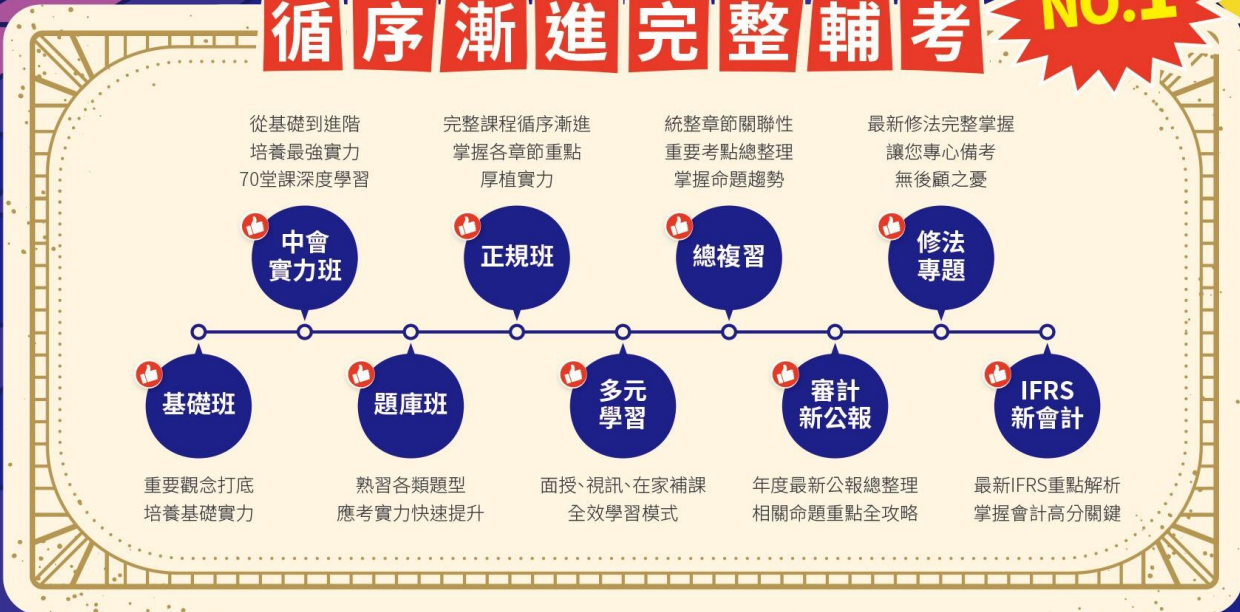 循序漸進完整輔考
NO.1
從基礎到進階
培養最強實力
70堂課深度學習
中會
實力班
完整課程循序漸進
掌握各章節重點
厚植實力
正規班
統整章節關聯性
重要考點總整理
掌握命題趨勢
總複習
最新修法完整掌握
讓您專心備考
無後顧之憂
修法
專題
基礎班
重要觀念打底
培養基礎實力
題庫班
熟習各類題型
應考實力快速提升
多元
學習
面授、視訊、在家補課
全效學習模式
審計
新公報
年度最新公報總整理
相關命題重點全攻略
IFRS
新會計
最新IFRS重點解析
掌握會計高分關鍵